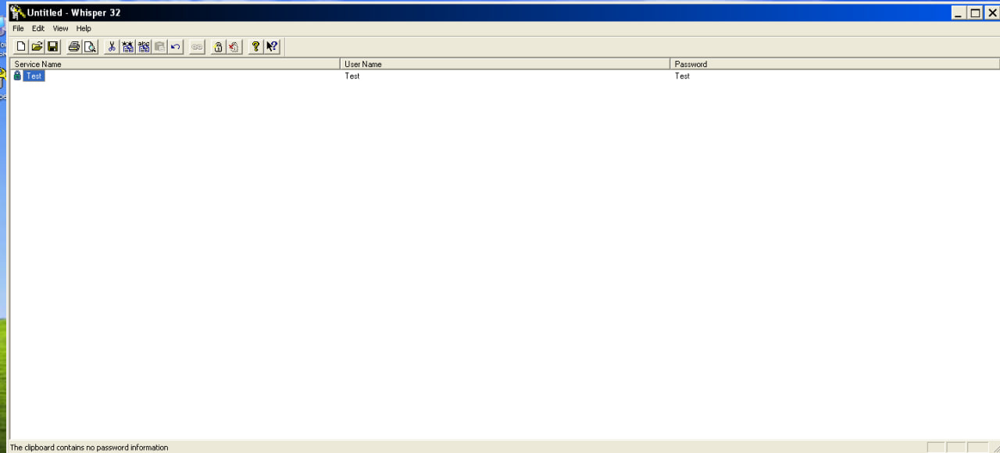 Untitled - Whisper 32
File Edit View Help
Service Name User Name Password
Test Test Test
The clipboard contains no password information